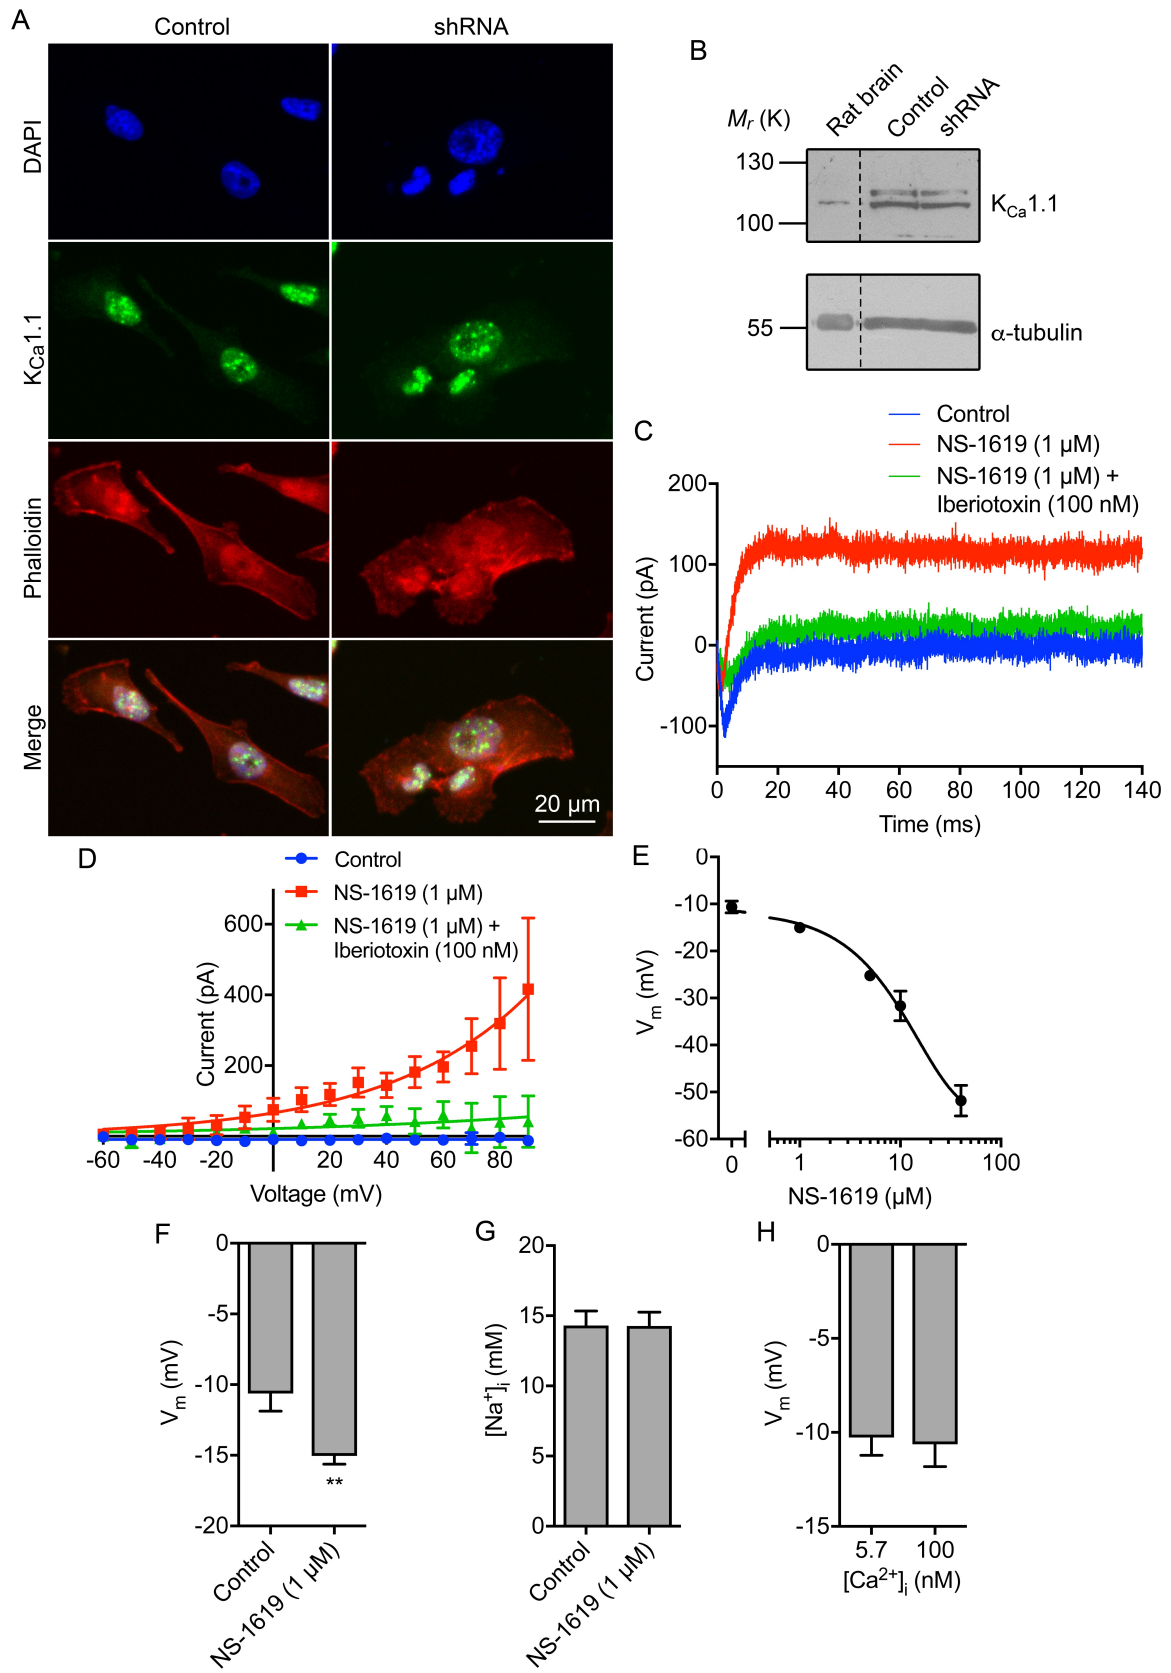 A
Control
shRNA
DAPI
KCa1.1
Phalloidin
Merge
20 µm
B
Mr (K)
Rat brain
Control
shRNA
130
100
KCa1.1
55
α-tubulin
C
Control
NS-1619 (1 µM)
NS-1619 (1 µM) +
Iberiotoxin (100 nM)
Current (pA)
200
100
0
-100
0 20 40 60 80 100 120 140
Time (ms)
D
Control
NS-1619 (1 µM)
NS-1619 (1 µM) +
Iberiotoxin (100 nM)
Current (pA)
600
400
200
-60 -40 -20 20 40 60 80
Voltage (mV)
E
Vm (mV)
0
-10
-20
-30
-40
-50
-60
0 1 10 100
NS-1619 (µM)
F
Vm (mV)
0
-5
-10
-15
-20
**
Control
NS-1619 (1 µM)
G
[Na+]i (mM)
20
15
10
5
0
Control
NS-1619 (1 µM)
H
Vm (mV)
0
-5
-10
-15
5.7 100
[Ca2+]i (nM)